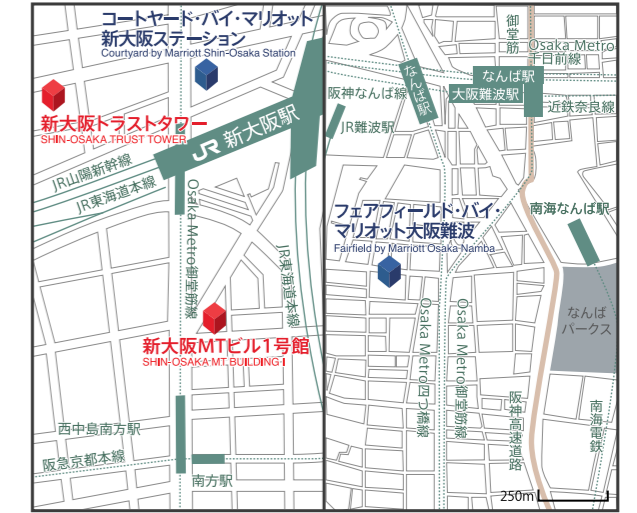 コートヤード・バイ・マリオット
新大阪ステーション
Courtyard by Marriott Shin-Osaka Station
新大阪トラストタワー
SHIN-OSAKA TRUST TOWER
JR 新大阪駅
JR山陽新幹線
JR東海道本線
Osaka Metro御堂筋線
JR東海道本線
新大阪MTビル1号館
SHIN-OSAKA MT BUILDING-1
西中島南方駅
阪急京都本線
南方駅
御堂筋
Osaka Metro
千日前線
なんば駅
なんば駅
大阪難波駅
阪神なんば線
近鉄奈良線
JR難波駅
フェアフィールド・バイ・
マリオット大阪難波
Fairfield by Marriott Osaka Namba
南海なんば駅
なんば
パークス
Osaka Metro四つ橋線
Osaka Metro御堂筋線
阪神高速道路
南海電鉄
250m